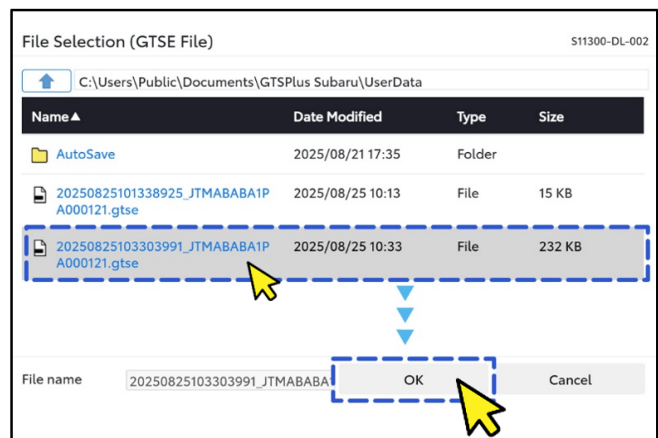 File Selection (GTSE File)
S11300-DL-002
C:\Users\Public\Documents\GTSPlus Subaru\UserData
Name▲ Date Modified Type Size
AutoSave 2025/08/21 17:35 Folder
20250825101338925_JTMABABA1P 2025/08/25 10:13 File 15 KB
A000121.gtse
20250825103303991_JTMABABA1P 2025/08/25 10:33 File 232 KB
A000121.gtse
File name 20250825103303991_JTMABABA OK Cancel